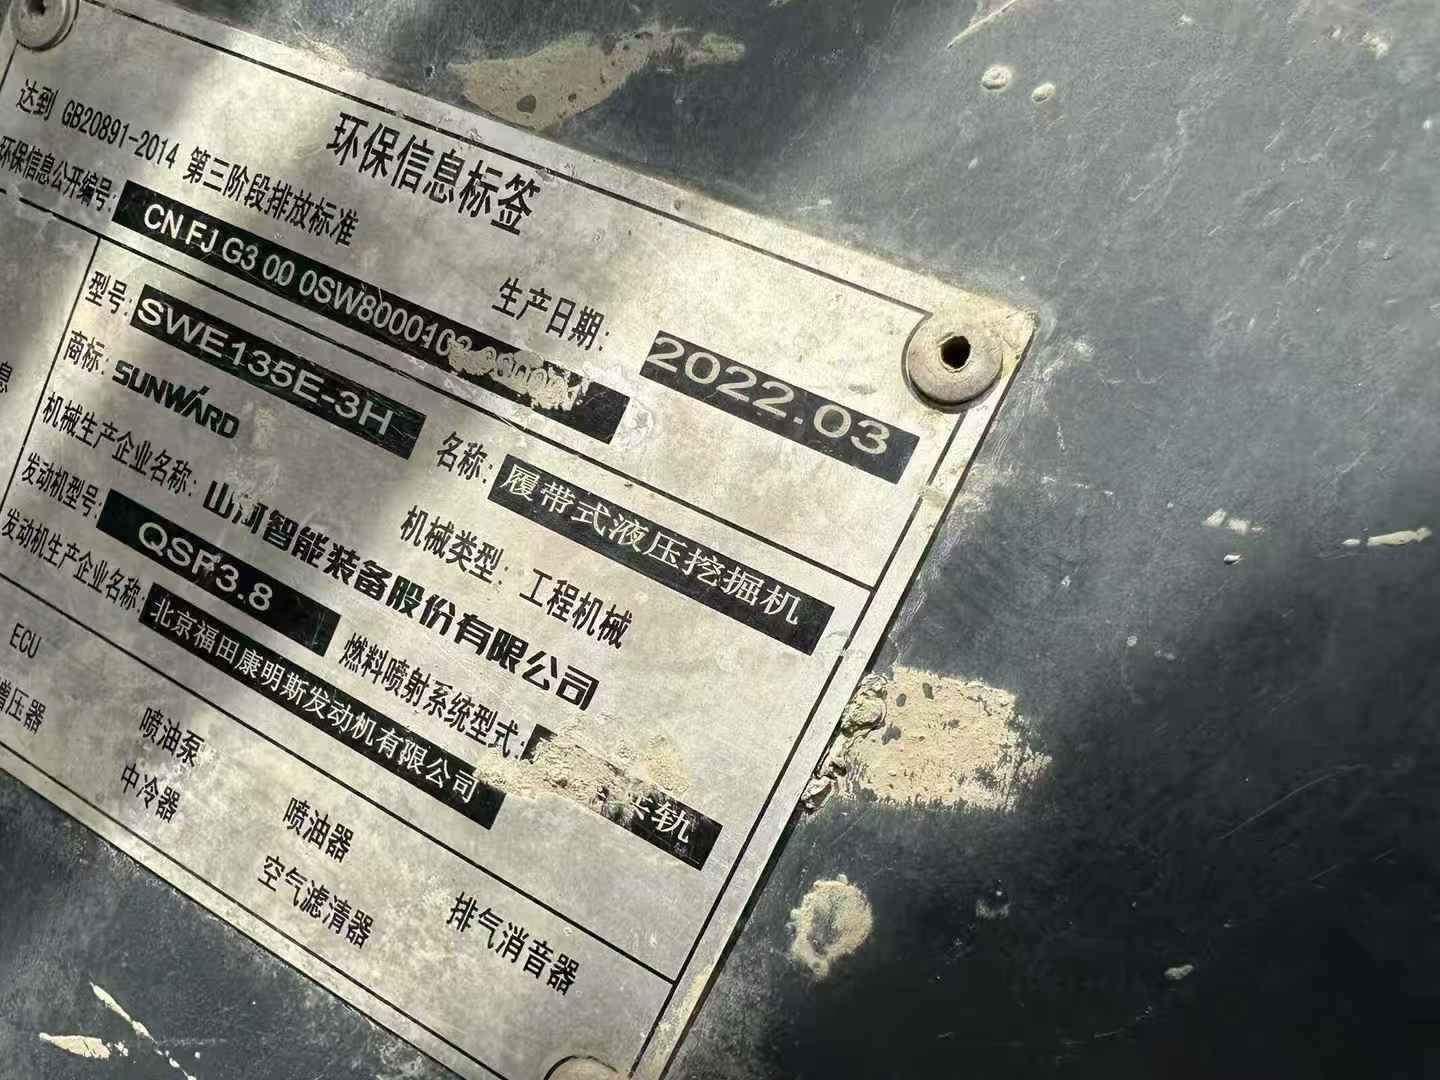 环保信息标签
达到 GB20891-2014 第三阶段排放标准
生产日期: 2022.03
环保信息公开编号: CN FJ G3 00 0SW8000102
型号: SWE135E-3H
名称: 履带式液压挖掘机
商标: SUNWARD
机械类型: 工程机械
机械生产企业名称: 山河智能装备股份有限公司
发动机型号: QSF3.8
燃料喷射系统型式: 共轨
发动机生产企业名称: 北京福田康明斯发动机有限公司
息
ECU
喷油泵
喷油器
排气消音器
增压器
中冷器
空气滤清器